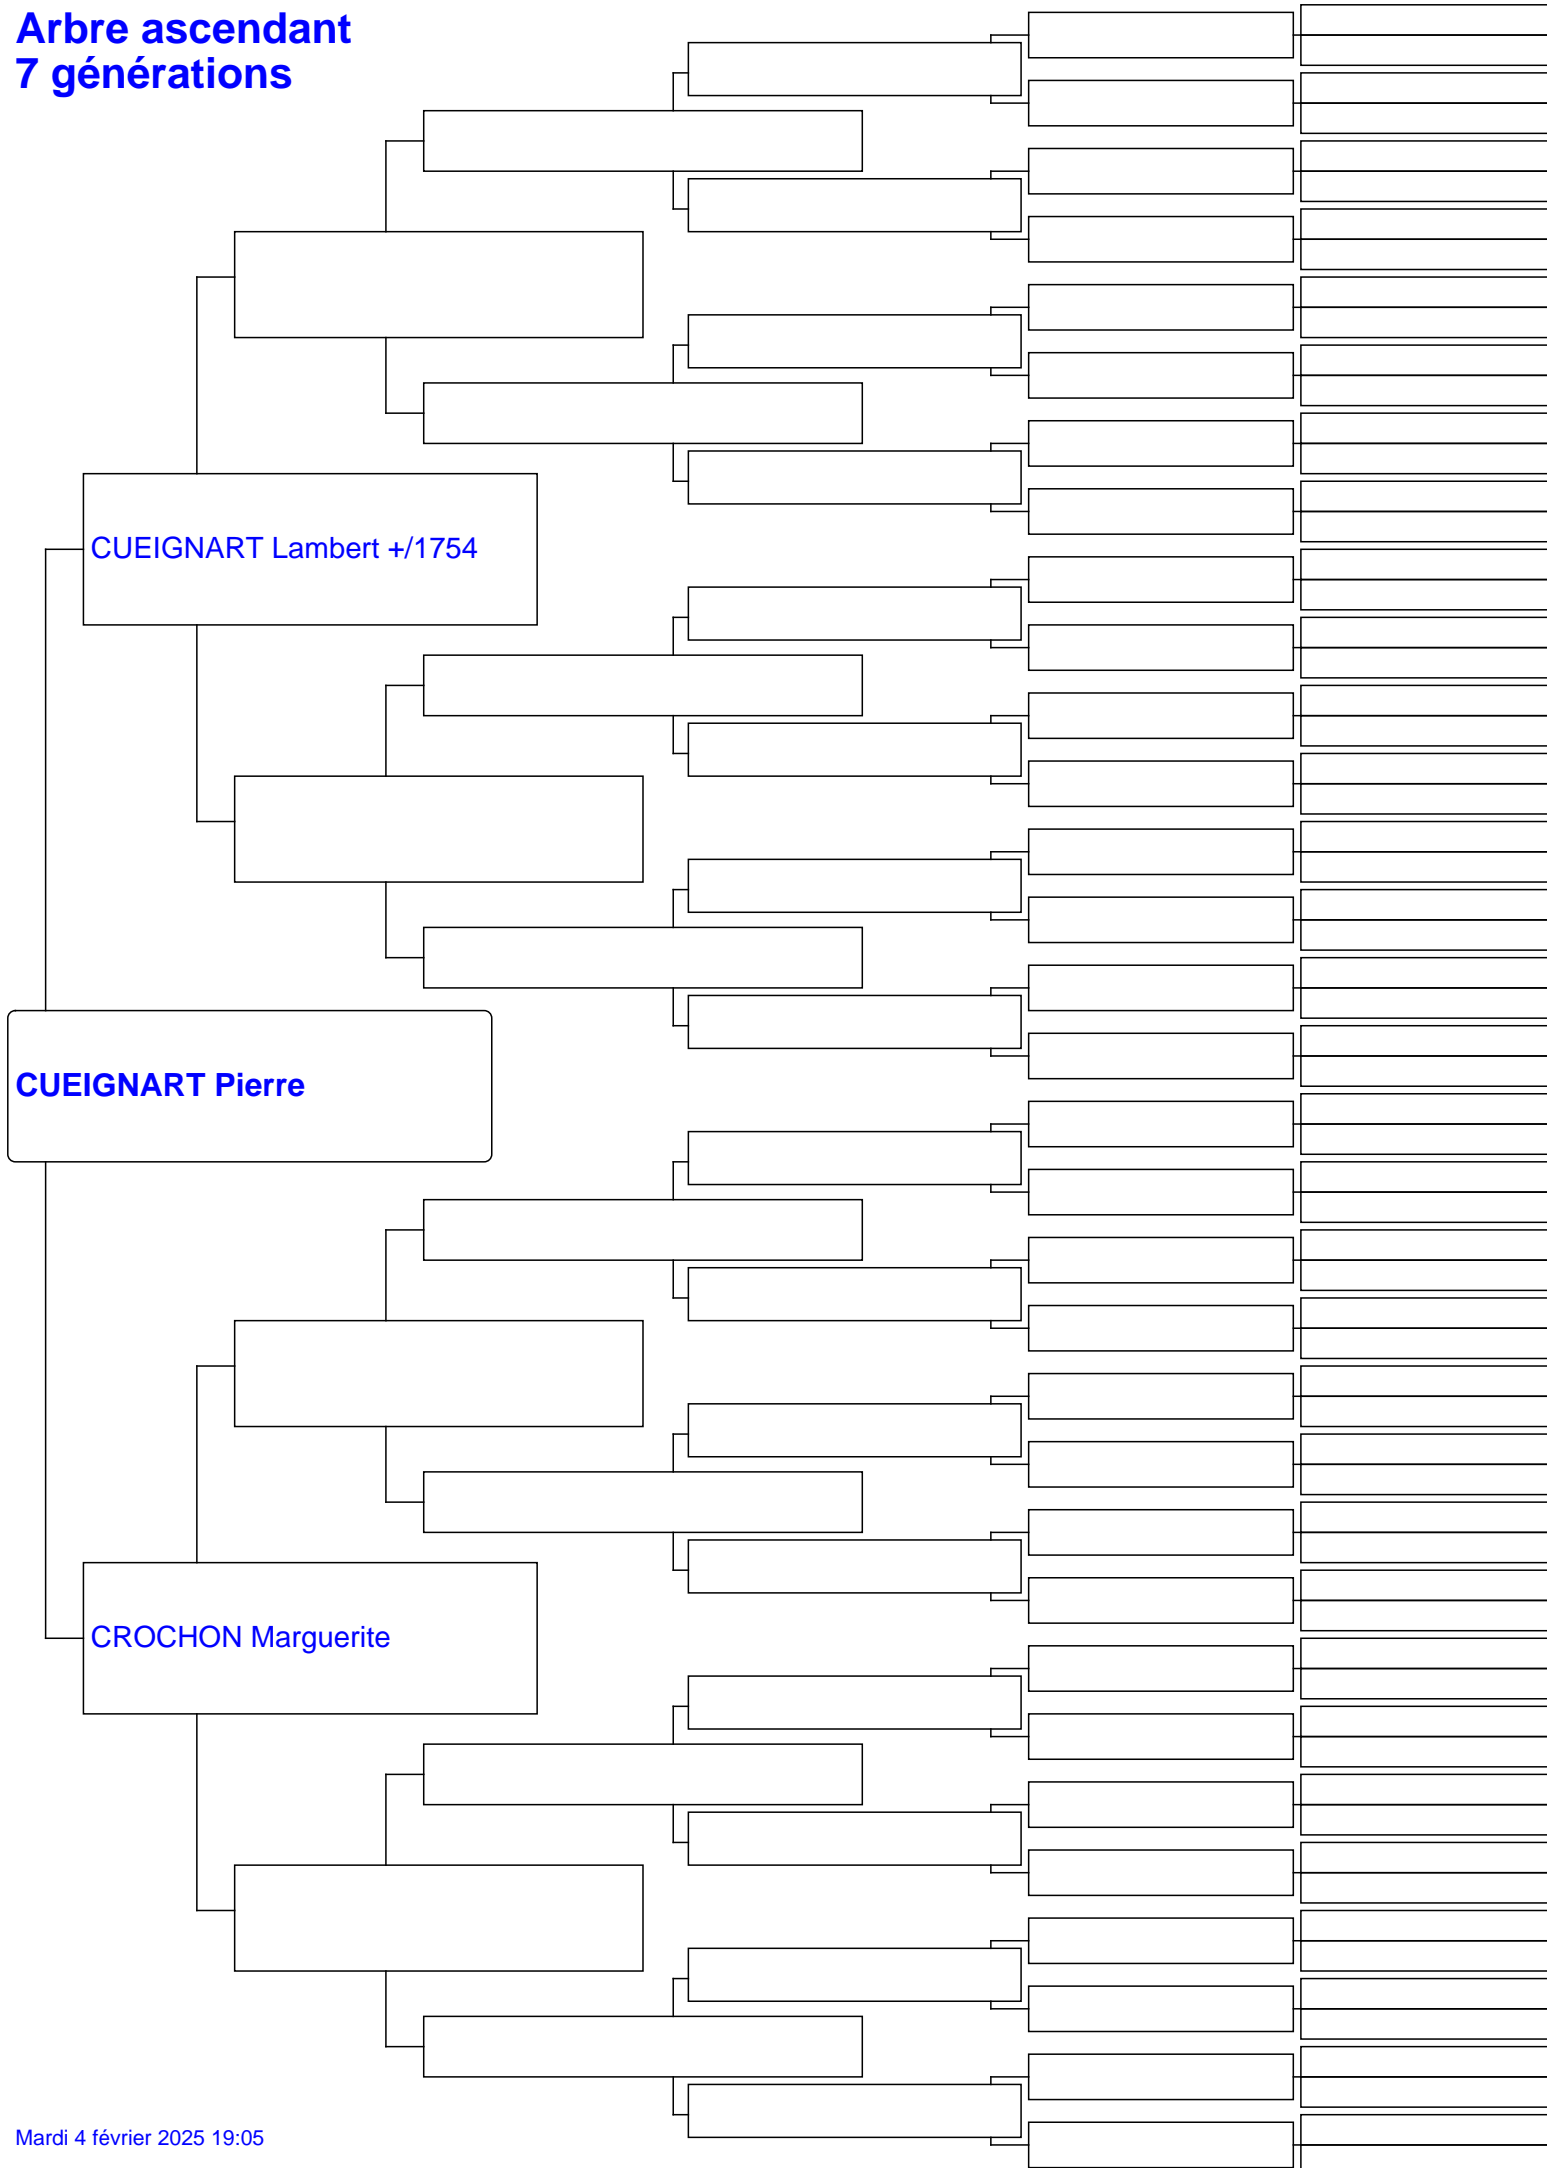 Arbre ascendant
7 générations
CUEIGNART Lambert +/1754
CUEIGNART Pierre
CROCHON Marguerite
Mardi 4 février 2025 19:05